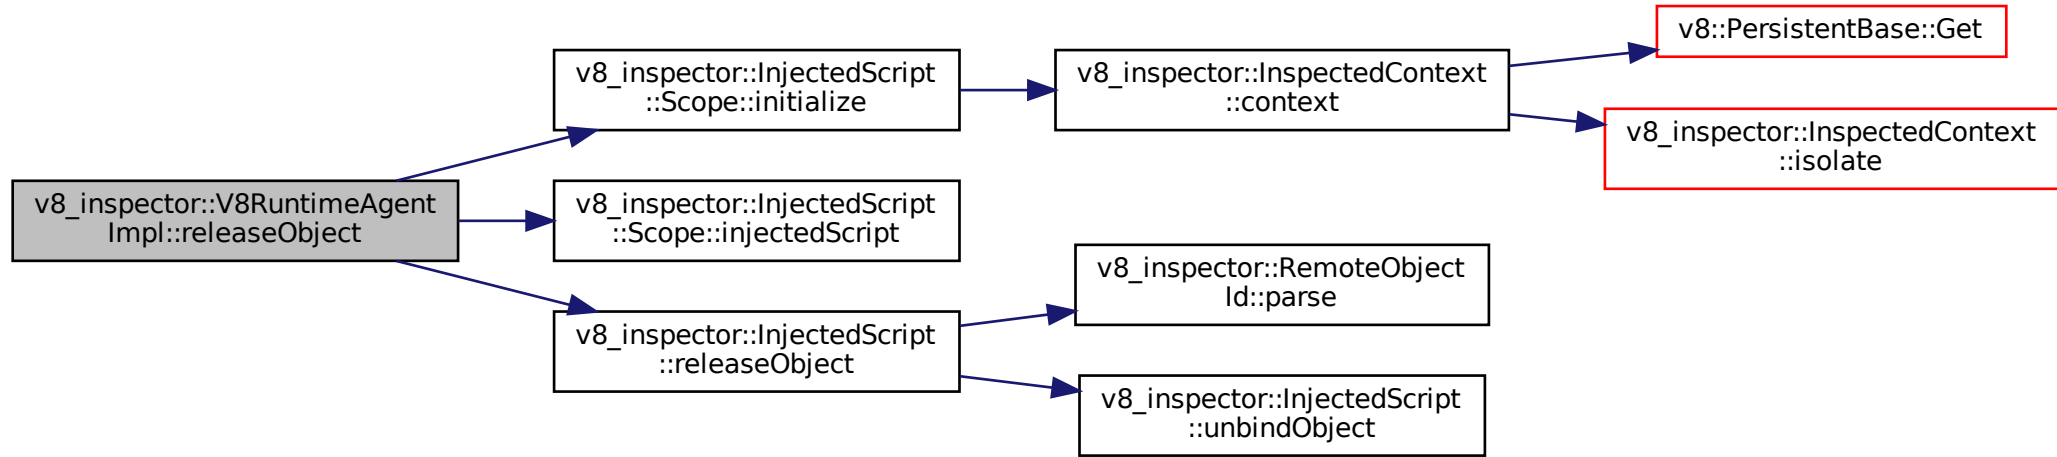 v8_inspector::V8RuntimeAgent
Impl::releaseObject
v8_inspector::InjectedScript
::Scope::initialize
v8_inspector::InspectedContext
::context
v8::PersistentBase::Get
v8_inspector::InspectedContext
::isolate
v8_inspector::InjectedScript
::Scope::injectedScript
v8_inspector::InjectedScript
::releaseObject
v8_inspector::RemoteObject
Id::parse
v8_inspector::InjectedScript
::unbindObject